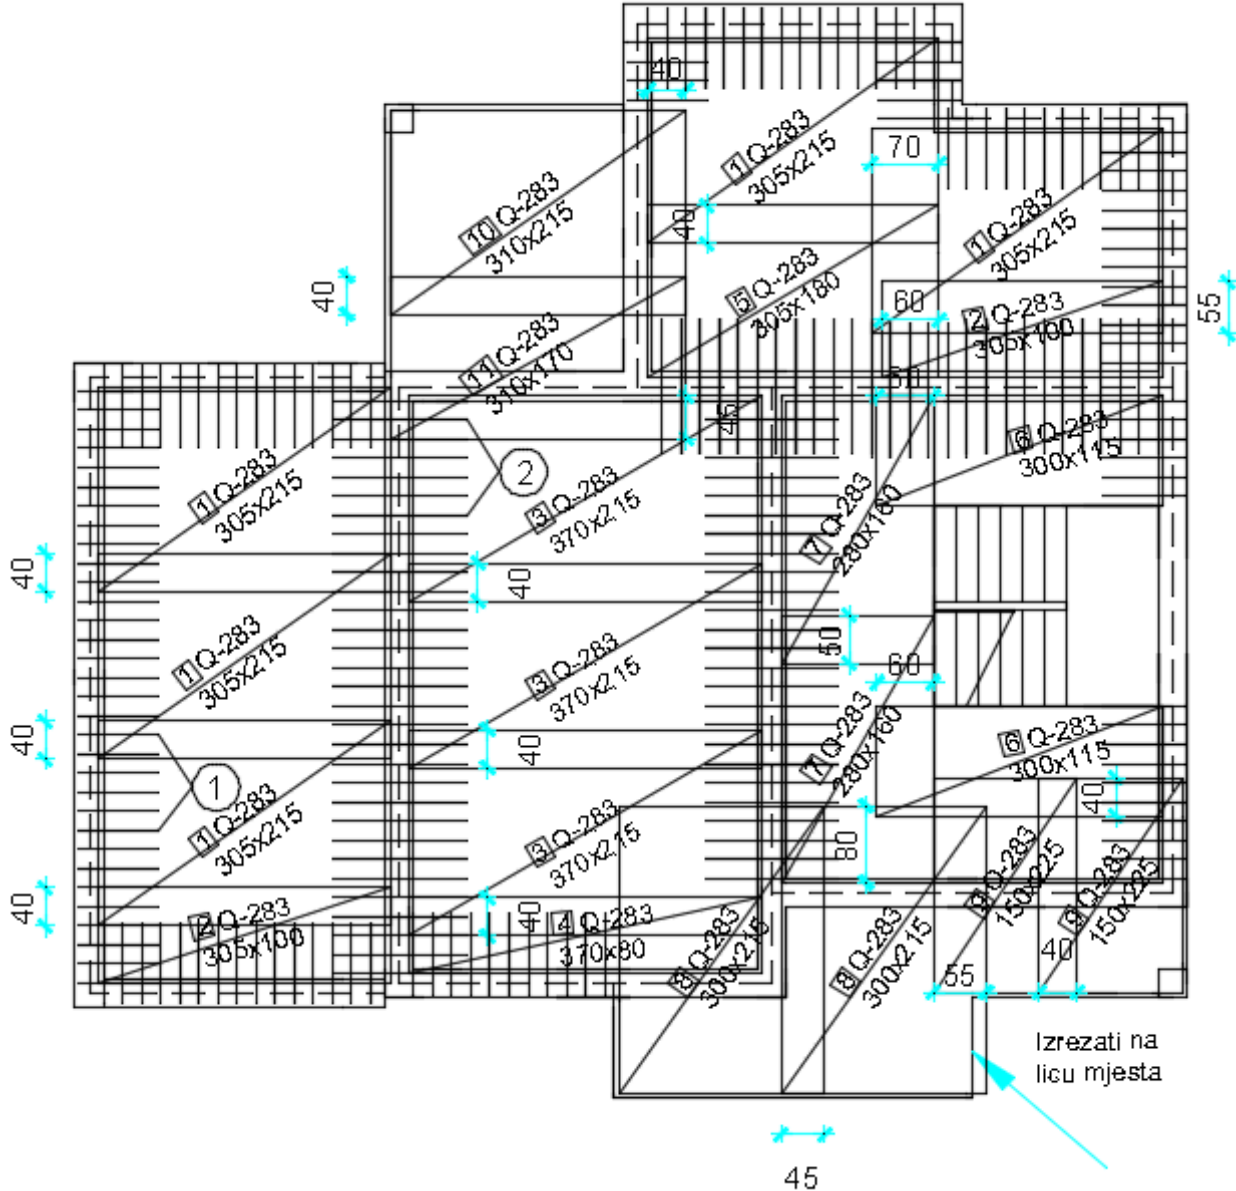 40
1 Q-283
305x215
70
10 Q-283
310x215
40
1 Q-283
305x215
40
5 Q-283
305x180
60
2 Q-283
305x100
55
11 Q-283
310x170
45
6 Q-283
300x115
1 Q-283
305x215
2
3 Q-283
370x215
7 Q-283
280x160
40
40
50
60
1 Q-283
305x215
3 Q-283
370x215
7 Q-283
280x160
6 Q-283
300x115
40
40
1
40
1 Q-283
305x215
3 Q-283
370x215
80
9 Q-283
150x225
9 Q-283
150x225
40
40
2 Q-283
305x100
4 Q-283
370x80
8 Q-283
300x215
8 Q-283
300x215
55
40
Izrezati na
licu mjesta
45